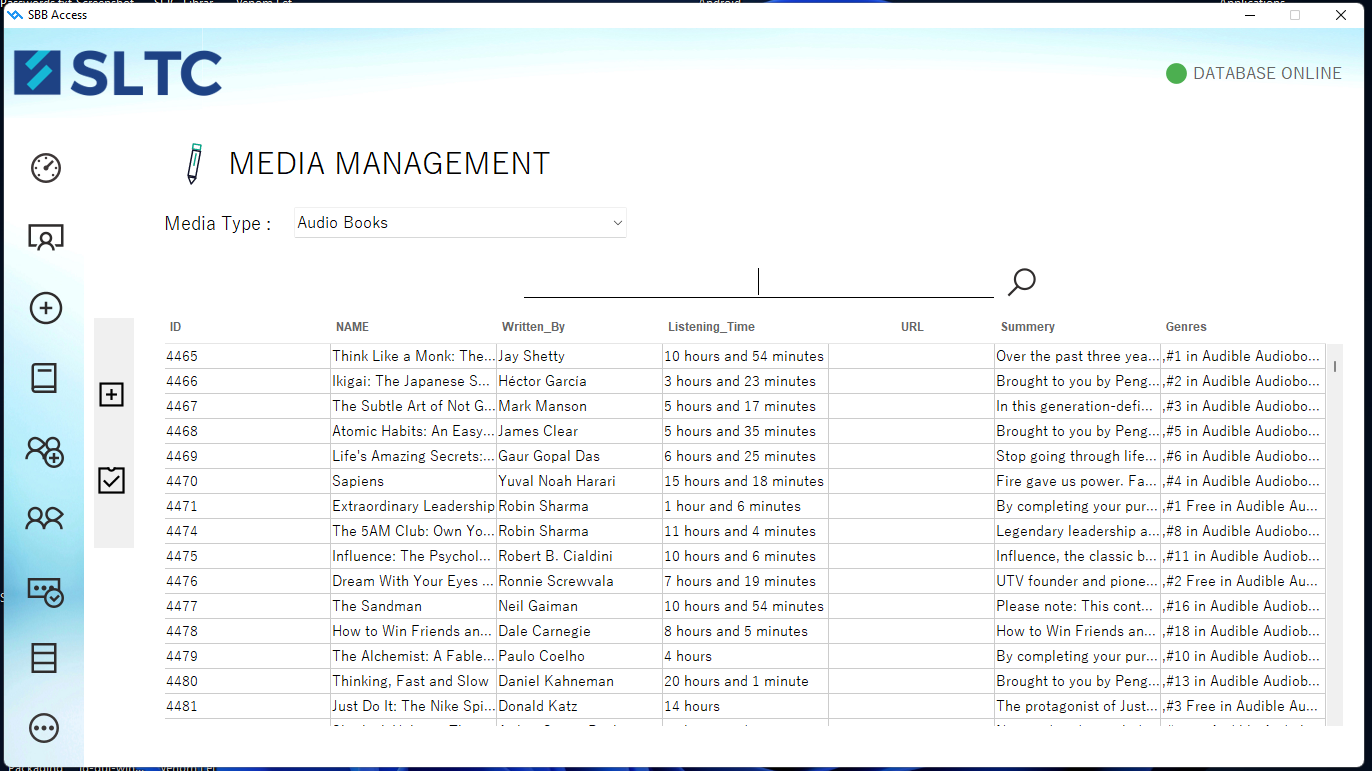 SBB Access
SLTC
DATABASE ONLINE
MEDIA MANAGEMENT
Media Type : Audio Books
ID NAME Written_By Listening_Time URL Summery Genres
4465 Think Like a Monk: The... Jay Shetty 10 hours and 54 minutes Over the past three yea... ,#1 in Audible Audiobo...
4466 Ikigai: The Japanese S... Héctor García 3 hours and 23 minutes Brought to you by Peng... ,#2 in Audible Audiobo...
4467 The Subtle Art of Not G... Mark Manson 5 hours and 17 minutes In this generation-defi... ,#3 in Audible Audiobo...
4468 Atomic Habits: An Easy... James Clear 5 hours and 35 minutes Brought to you by Peng... ,#5 in Audible Audiobo...
4469 Life's Amazing Secrets:... Gaur Gopal Das 6 hours and 25 minutes Stop going through life... ,#6 in Audible Audiobo...
4470 Sapiens Yuval Noah Harari 15 hours and 18 minutes Fire gave us power. Fa... ,#4 in Audible Audiobo...
4471 Extraordinary Leadership Robin Sharma 1 hour and 6 minutes By completing your pur... ,#1 Free in Audible Au...
4474 The 5AM Club: Own Yo... Robin Sharma 11 hours and 4 minutes Legendary leadership a... ,#8 in Audible Audiob...
4475 Influence: The Psychol... Robert B. Cialdini 10 hours and 6 minutes Influence, the classic b... ,#11 in Audible Audiob...
4476 Dream With Your Eyes ... Ronnie Screwvala 7 hours and 19 minutes UTV founder and pione... ,#2 Free in Audible Au...
4477 The Sandman Neil Gaiman 10 hours and 54 minutes Please note: This cont... ,#16 in Audible Audiob...
4478 How to Win Friends an... Dale Carnegie 8 hours and 5 minutes How to Win Friends an... ,#18 in Audible Audiob...
4479 The Alchemist: A Fable... Paulo Coelho 4 hours By completing your pur... ,#10 in Audible Audiob...
4480 Thinking, Fast and Slow Daniel Kahneman 20 hours and 1 minute Brought to you by Peng... ,#13 in Audible Audiob...
4481 Just Do It: The Nike Spi... Donald Katz 14 hours The protagonist of Just... ,#3 Free in Audible Au...